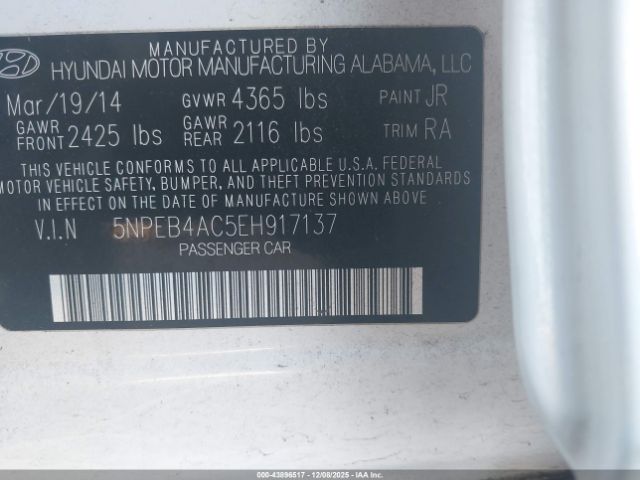 MANUFACTURED BY
HYUNDAI MOTOR MANUFACTURING ALABAMA, LLC
Mar/19/14 GVWR 4365 lbs PAINT JR
GAWR FRONT 2425 lbs GAWR REAR 2116 lbs TRIM RA
THIS VEHICLE CONFORMS TO ALL APPLICABLE U.S.A. FEDERAL
MOTOR VEHICLE SAFETY, BUMPER, AND THEFT PREVENTION STANDARDS
IN EFFECT ON THE DATE OF MANUFACTURE SHOWN ABOVE.
V.I.N 5NPEB4AC5EH917137
PASSENGER CAR
000-43896517 - 12/08/2025 - IAAI.COM